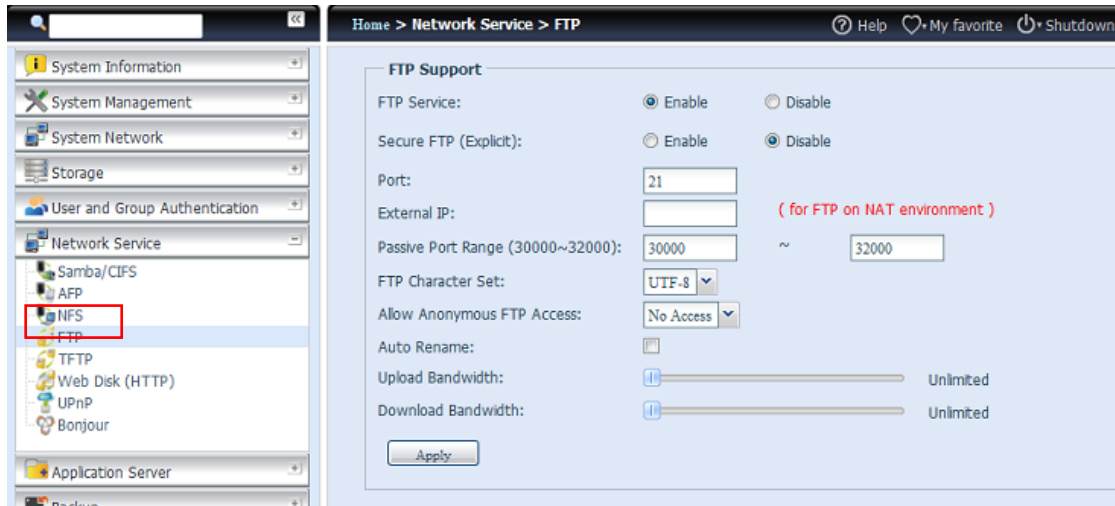 Home > Network Service > FTP
Help
My favorite
Shutdown
System Information
System Management
System Network
Storage
User and Group Authentication
Network Service
Samba/CIFS
AFP
NFS
FTP
TFTP
Web Disk (HTTP)
UPnP
Bonjour
Application Server
Backup
FTP Support
FTP Service: Enable Disable
Secure FTP (Explicit): Enable Disable
Port: 21
External IP: ( for FTP on NAT environment )
Passive Port Range (30000~32000): 30000 ~ 32000
FTP Character Set: UTF-8
Allow Anonymous FTP Access: No Access
Auto Rename:
Upload Bandwidth: Unlimited
Download Bandwidth: Unlimited
Apply